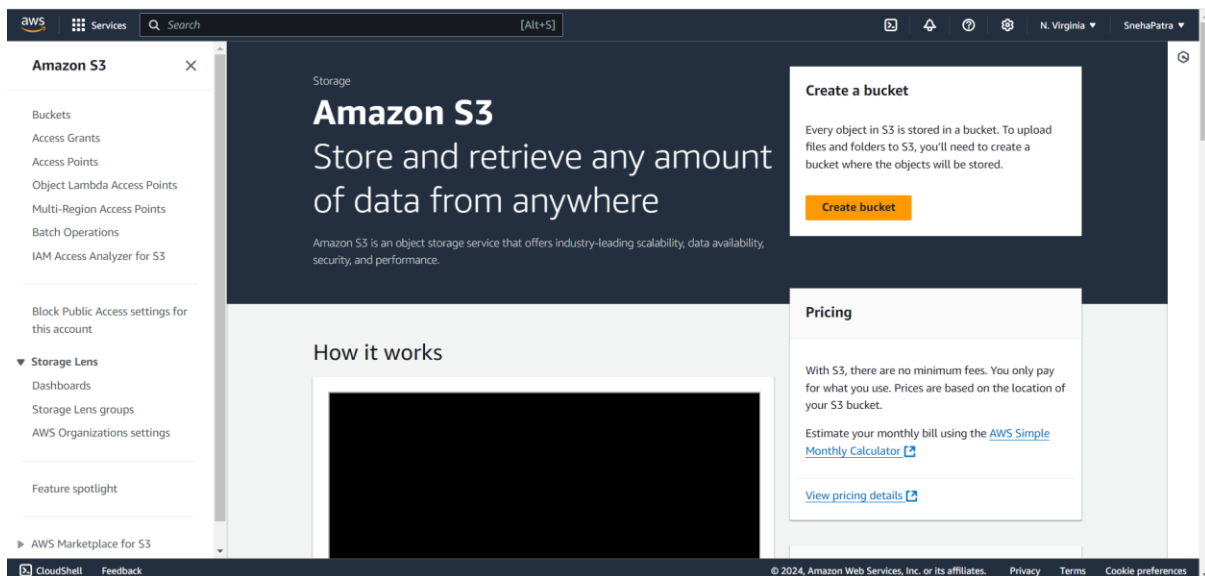 aws
Services
Search
[Alt+S]
N. Virginia
SnehaPatra
Amazon S3
Buckets
Access Grants
Access Points
Object Lambda Access Points
Multi-Region Access Points
Batch Operations
IAM Access Analyzer for S3
Block Public Access settings for
this account
Storage Lens
Dashboards
Storage Lens groups
AWS Organizations settings
Feature spotlight
AWS Marketplace for S3
Storage
Amazon S3
Store and retrieve any amount
of data from anywhere
Amazon S3 is an object storage service that offers industry-leading scalability, data availability,
security, and performance.
How it works
Create a bucket
Every object in S3 is stored in a bucket. To upload
files and folders to S3, you'll need to create a
bucket where the objects will be stored.
Create bucket
Pricing
With S3, there are no minimum fees. You only pay
for what you use. Prices are based on the location of
your S3 bucket.
Estimate your monthly bill using the AWS Simple
Monthly Calculator
View pricing details
CloudShell
Feedback
© 2024, Amazon Web Services, Inc. or its affiliates.
Privacy
Terms
Cookie preferences